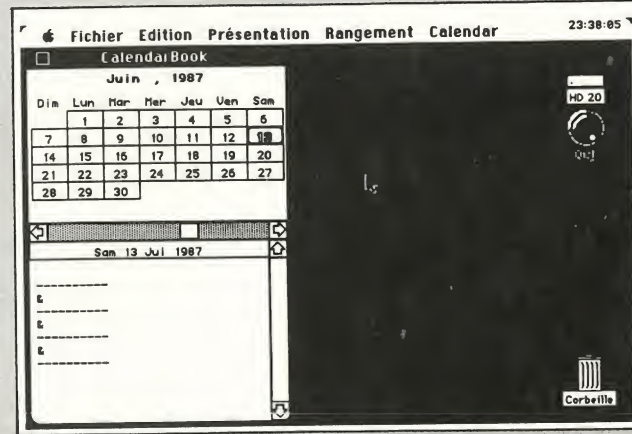 Fichier Edition Présentation Rangement Calendar 23:38:05
CalendarBook
Juin , 1987
Dim Lun Mar Mer Jeu Ven Sam
1 2 3 4 5 6
7 8 9 10 11 12 13
14 15 16 17 18 19 20
21 22 23 24 25 26 27
28 29 30
Sam 13 Jul 1987
----------
&
----------
&
----------
&
----------
HD 20
Corbeille